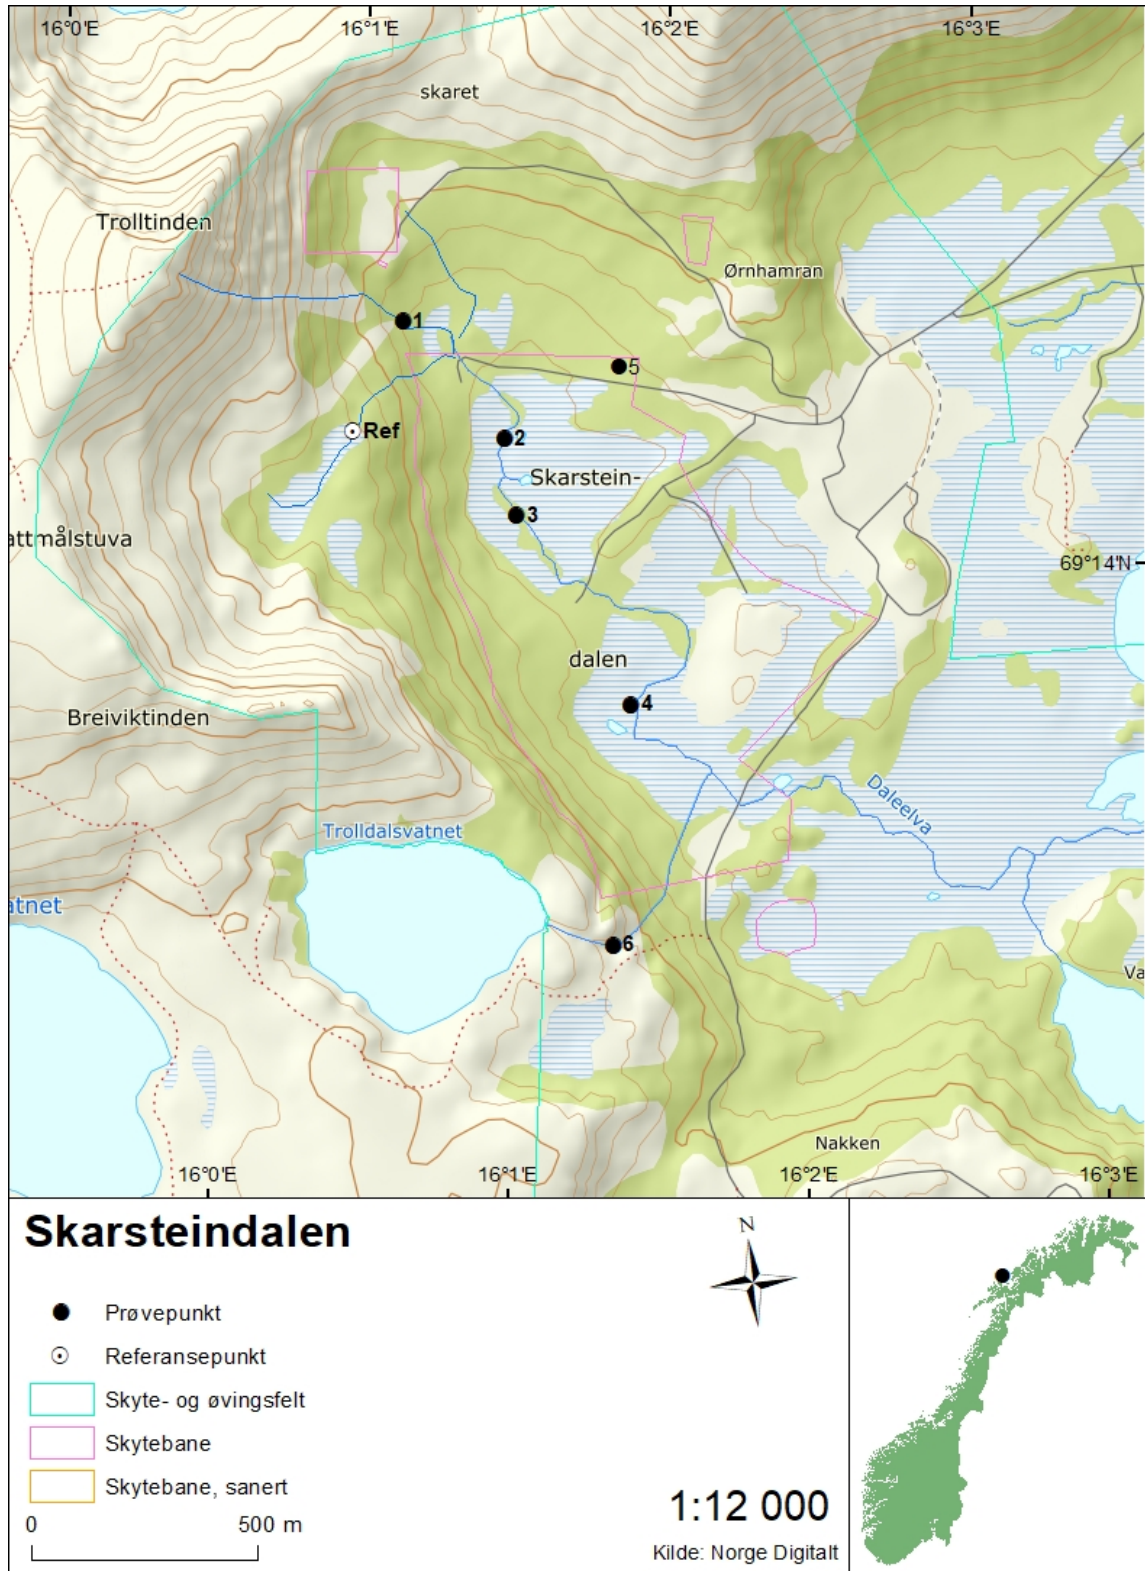 16°0'E
16°1'E
16°2'E
16°3'E
skaret
Trolltinden
Ørnhamran
1
5
Ref
2
Skarstein-
3
attmålstuva
69°14'N
dalen
4
Breiviktinden
Daleelva
Trolldalsvatnet
atnet
6
Va
Nakken
16°0'E
16°1'E
16°2'E
16°3'E
Skarsteindalen
N
Prøvepunkt
Referansepunkt
Skyte- og øvingsfelt
Skytebane
Skytebane, sanert
0 500 m
1:12 000
Kilde: Norge Digitalt